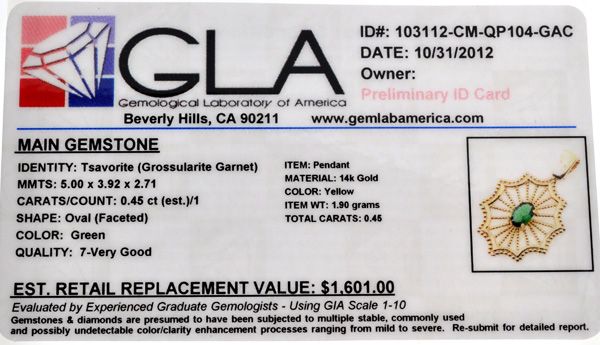 GLA
Gemological Laboratory of America
Beverly Hills, CA 90211
www.gemlabamerica.com
ID#: 103112-CM-QP104-GAC
DATE: 10/31/2012
Owner:
Preliminary ID Card
MAIN GEMSTONE
IDENTITY: Tsavorite (Grossularite Garnet)
MMTS: 5.00 x 3.92 x 2.71
CARATS/COUNT: 0.45 ct (est.)/1
SHAPE: Oval (Faceted)
COLOR: Green
QUALITY: 7-Very Good
ITEM: Pendant
MATERIAL: 14k Gold
COLOR: Yellow
ITEM WT: 1.90 grams
TOTAL CARATS: 0.45
EST. RETAIL REPLACEMENT VALUE: $1,601.00
Evaluated by Experienced Graduate Gemologists - Using GIA Scale 1-10
Gemstones & diamonds are presumed to have been subjected to multiple stable, commonly used
and possibly undetectable color/clarity enhancement processes ranging from mild to severe. Re-submit for detailed report.